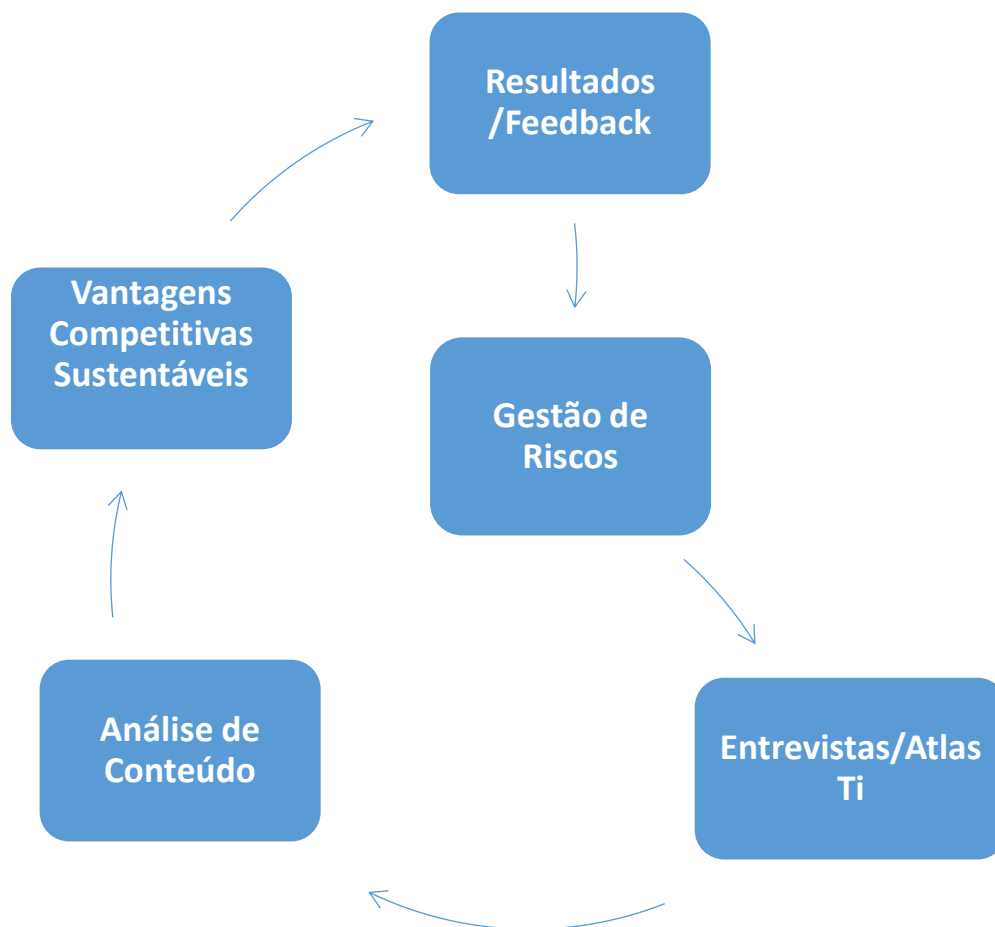 Resultados
/Feedback
Vantagens
Competitivas
Sustentáveis
Gestão de
Riscos
Análise de
Conteúdo
Entrevistas/Atlas
Ti